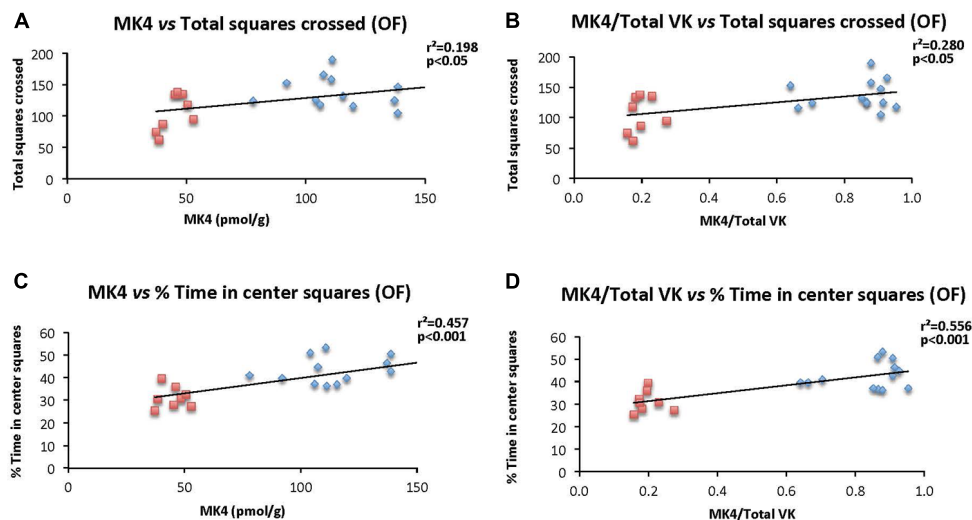 A
MK4 vs Total squares crossed (OF)
r²=0.198
p<0.05
Total squares crossed
200
150
100
50
0
0 50 100 150
MK4 (pmol/g)
B
MK4/Total VK vs Total squares crossed (OF)
r²=0.280
p<0.05
Total squares crossed
200
150
100
50
0
0.0 0.2 0.4 0.6 0.8 1.0
MK4/Total VK
C
MK4 vs % Time in center squares (OF)
r²=0.457
p<0.001
% Time in center squares
60
50
40
30
20
10
0
0 50 100 150
MK4 (pmol/g)
D
MK4/Total VK vs % Time in center squares (OF)
r²=0.556
p<0.001
% Time in center squares
60
50
40
30
20
10
0
0.0 0.2 0.4 0.6 0.8 1.0
MK4/Total VK